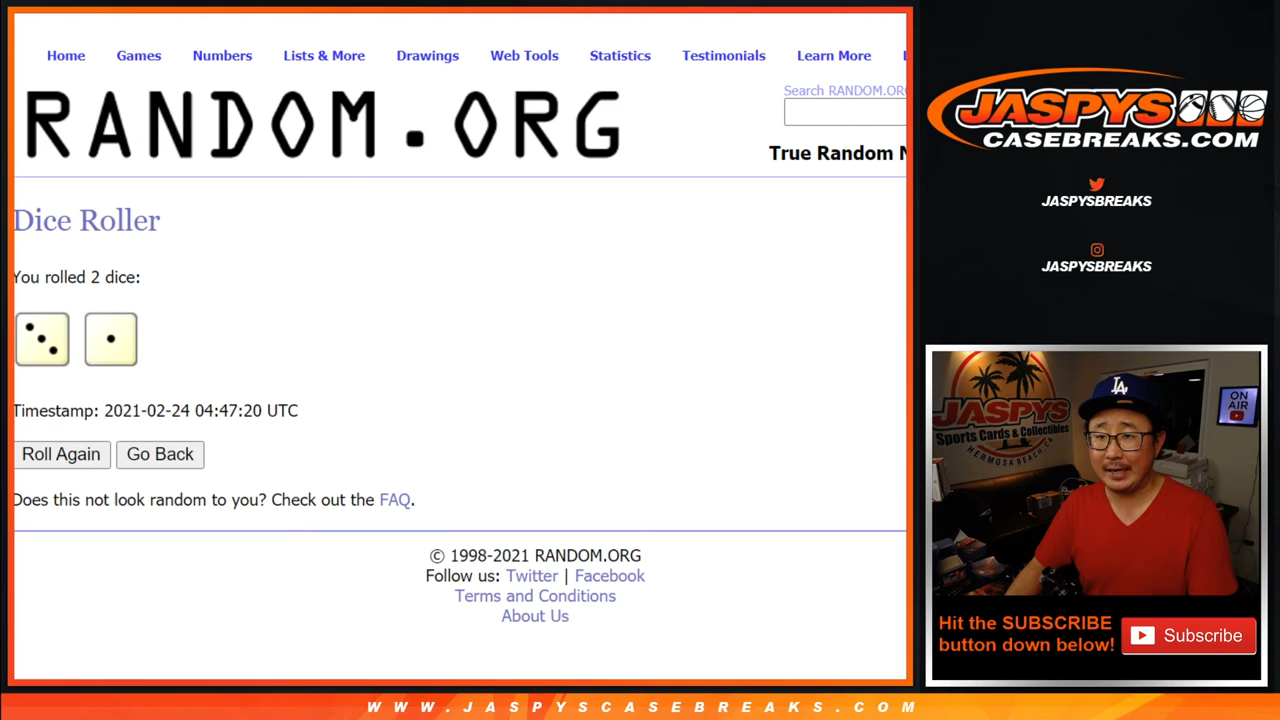 Home Games Numbers Lists & More Drawings Web Tools Statistics Testimonials Learn More
RANDOM.ORG
Search RANDOM.ORG
True Random N
Dice Roller
You rolled 2 dice:
Timestamp: 2021-02-24 04:47:20 UTC
Roll Again Go Back
Does this not look random to you? Check out the FAQ.
© 1998-2021 RANDOM.ORG
Follow us: Twitter | Facebook
Terms and Conditions
About Us
JASPYS
CASEBREAKS.COM
JASPYSBREAKS
JASPYSBREAKS
JASPYS
Sports Cards & Collectibles
HERMOSA BEACH, CA
LA
ON
AIR
Hit the SUBSCRIBE
button down below!
Subscribe
WWW.JASPYSCASEBREAKS.COM